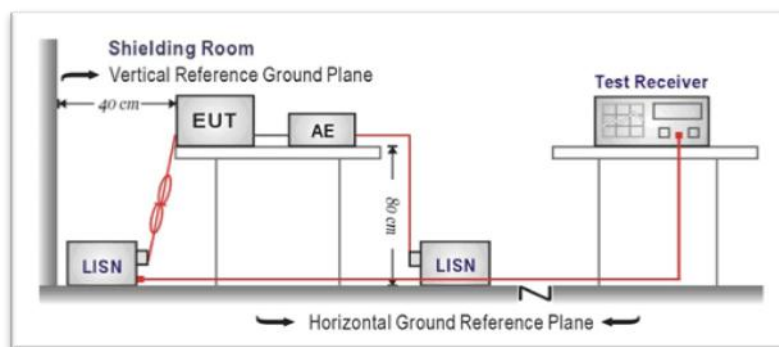 Shielding Room
Vertical Reference Ground Plane
40 cm
EUT
AE
Test Receiver
80 cm
LISN
LISN
Horizontal Ground Reference Plane